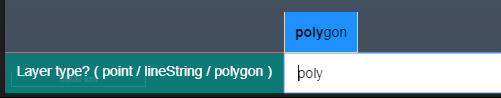 polygon
Layer type? ( point / lineString / polygon ) poly